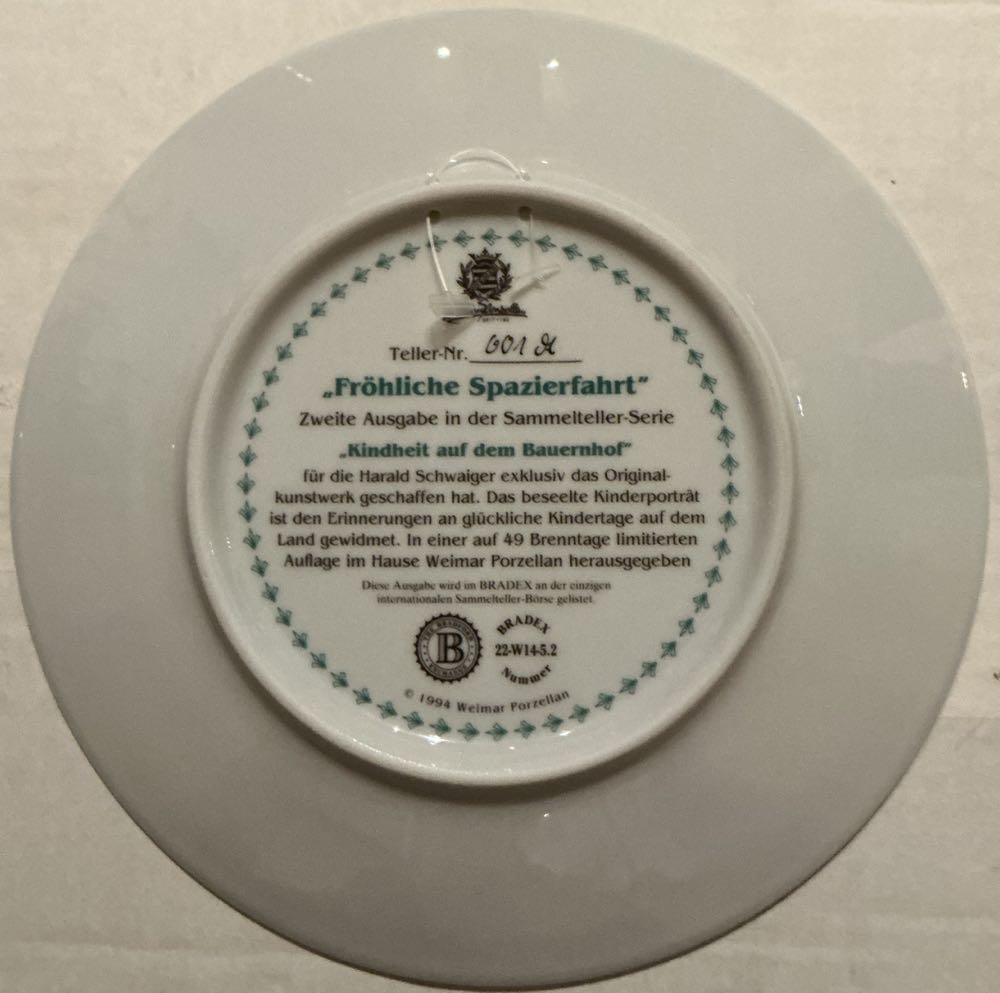 Teller-Nr. 001
„Fröhliche Spazierfahrt"
Zweite Ausgabe in der Sammelteller-Serie
„Kindheit auf dem Bauernhof"
für die Harald Schwaiger exklusiv das Original-
kunstwerk geschaffen hat. Das beseelte Kinderporträt
ist den Erinnerungen an glückliche Kindertage auf dem
Land gewidmet. In einer auf 49 Brenntage limitierten
Auflage im Hause Weimar Porzellan herausgegeben
Diese Ausgabe wird im BRADEX an der einzigen
internationalen Sammelteller-Börse gelistet.
THE BRADFORD
B
EXCHANGE
BRADEX
22-W14-5.2
Nummer
© 1994 Weimar Porzellan